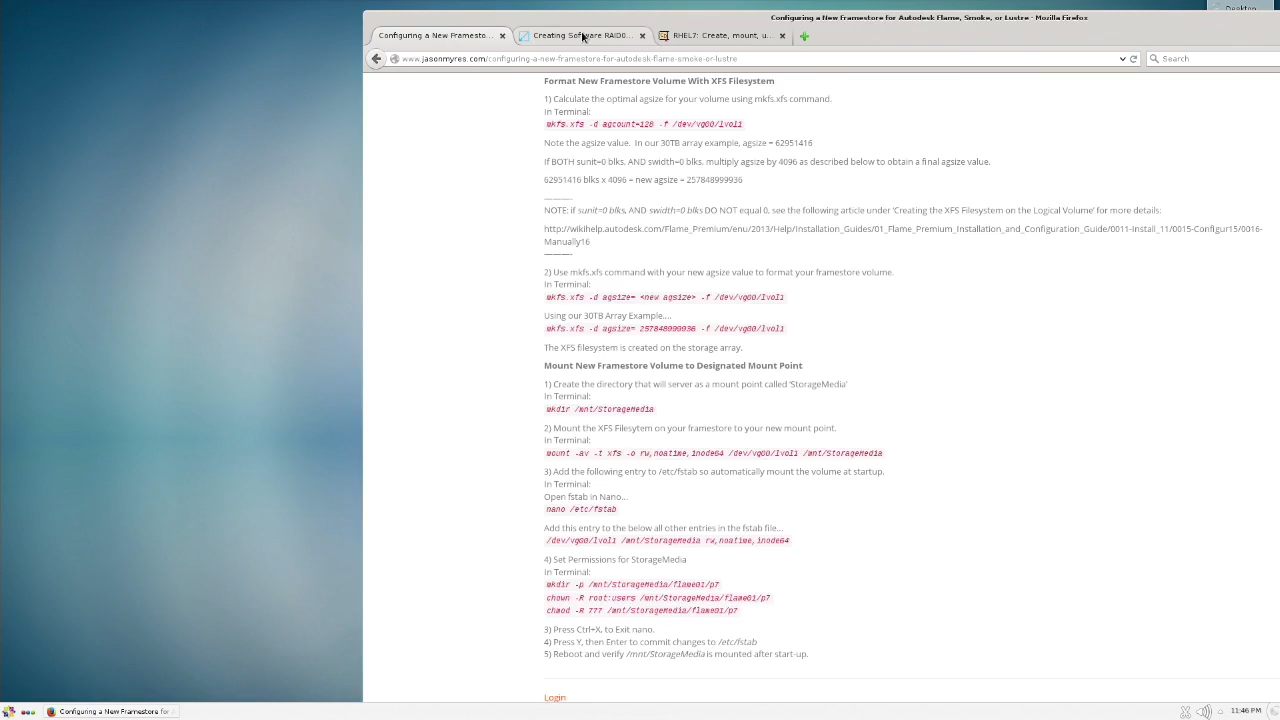 Desktop
Configuring a New Framestore for Autodesk Flame, Smoke, or Lustre - Mozilla Firefox
Configuring a New Framesto...
Creating Software RAID0...
RHEL7: Create, mount, u...
www.jasonmyres.com/configuring-a-new-framestore-for-autodesk-flame-smoke-or-lustre
Search
Format New Framestore Volume With XFS Filesystem
1) Calculate the optimal agsize for your volume using mkfs.xfs command.
In Terminal:
mkfs.xfs -d agcount=128 -f /dev/vg00/lvol1
Note the agsize value. In our 30TB array example, agsize = 62951416
If BOTH sunit=0 blks, AND swidth=0 blks, multiply agsize by 4096 as described below to obtain a final agsize value.
62951416 blks x 4096 = new agsize = 257848999936
———-
NOTE: if sunit=0 blks, AND swidth=0 blks DO NOT equal 0, see the following article under 'Creating the XFS Filesystem on the Logical Volume' for more details:
http://wikihelp.autodesk.com/Flame_Premium/enu/2013/Help/Installation_Guides/01_Flame_Premium_Installation_and_Configuration_Guide/0011-Install_11/0015-Configur15/0016-
Manually16
———-
2) Use mkfs.xfs command with your new agsize value to format your framestore volume.
In Terminal:
mkfs.xfs -d agsize= <new agsize> -f /dev/vg00/lvol1
Using our 30TB Array Example....
mkfs.xfs -d agsize= 257848999936 -f /dev/vg00/lvol1
The XFS filesystem is created on the storage array.
Mount New Framestore Volume to Designated Mount Point
1) Create the directory that will server as a mount point called 'StorageMedia'
In Terminal:
mkdir /mnt/StorageMedia
2) Mount the XFS Filesytem on your framestore to your new mount point.
In Terminal:
mount -av -t xfs -o rw,noatime,inode64 /dev/vg00/lvol1 /mnt/StorageMedia
3) Add the following entry to /etc/fstab so automatically mount the volume at startup.
In Terminal:
Open fstab in Nano...
nano /etc/fstab
Add this entry to the below all other entries in the fstab file...
/dev/vg00/lvol1 /mnt/StorageMedia rw,noatime,inode64
4) Set Permissions for StorageMedia
In Terminal:
mkdir -p /mnt/StorageMedia/flame01/p7
chown -R root:users /mnt/StorageMedia/flame01/p7
chmod -R 777 /mnt/StorageMedia/flame01/p7
3) Press Ctrl+X, to Exit nano.
4) Press Y, then Enter to commit changes to /etc/fstab
5) Reboot and verify /mnt/StorageMedia is mounted after start-up.
Login
Configuring a New Framestore for A
11:46 PM